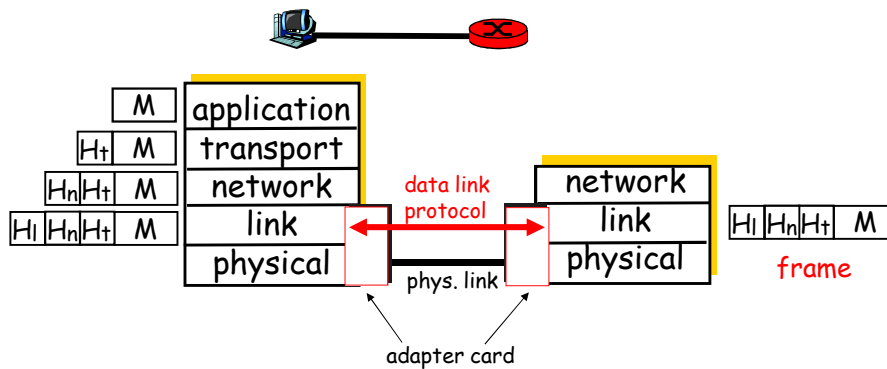 M application
Ht M transport
Hn Ht M network
Hl Hn Ht M link
physical
data link
protocol
phys. link
adapter card
network
link
physical
Hl Hn Ht M
frame